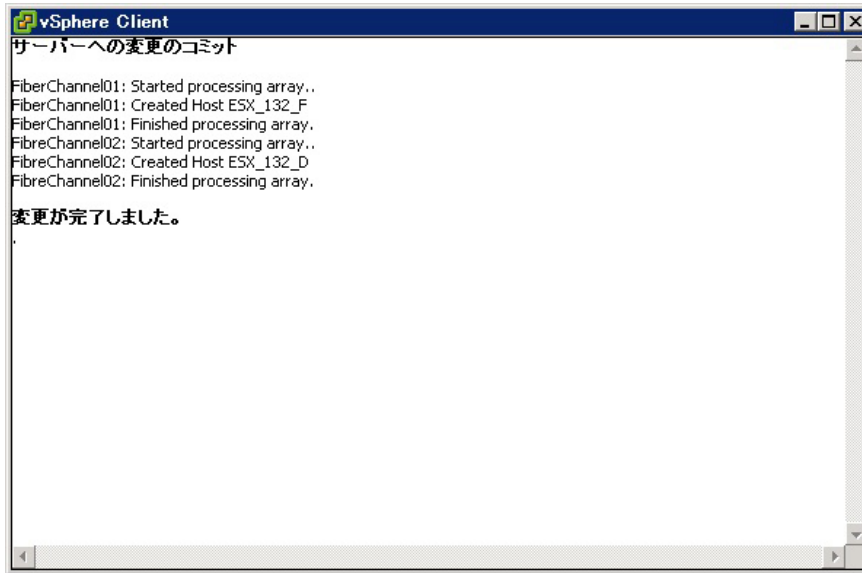 vSphere Client
サーバーへの変更のコミット
FiberChannel01: Started processing array..
FiberChannel01: Created Host ESX_132_F
FiberChannel01: Finished processing array.
FibreChannel02: Started processing array..
FibreChannel02: Created Host ESX_132_D
FibreChannel02: Finished processing array.
変更が完了しました。
.